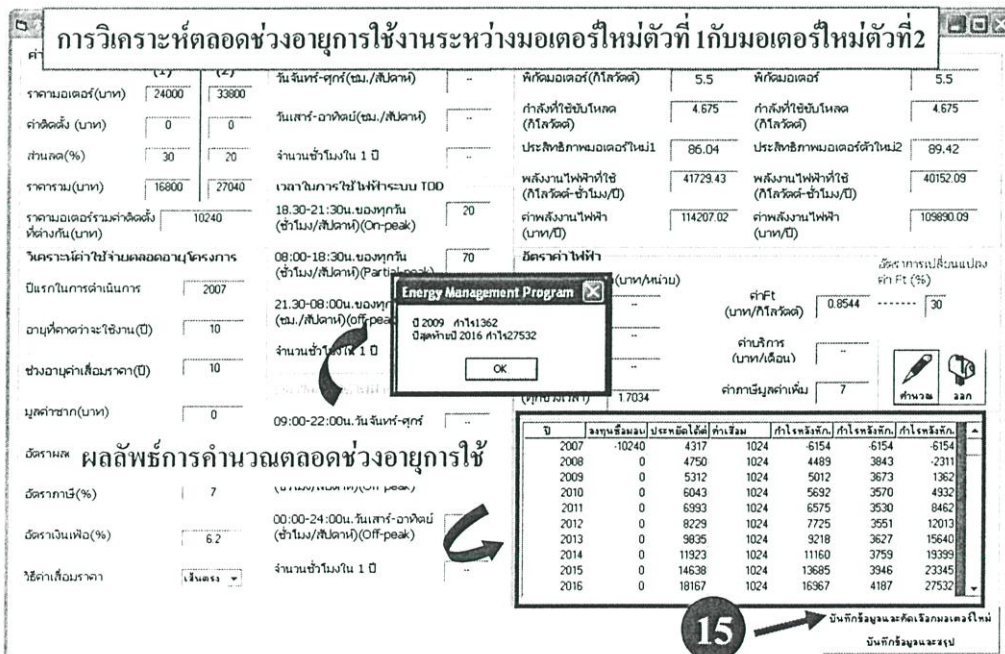 การวิเคราะห์ตลอดช่วงอายุการใช้งานระหว่างมอเตอร์ใหม่ตัวที่ 1กับมอเตอร์ใหม่ตัวที่2
(1) (2)
ราคามอเตอร์(บาท) 24000 33800
ค่าติดตั้ง (บาท) 0 0
ส่วนลด(%) 30 20
ราคารวม(บาท) 16800 27040
ราคามอเตอร์รวมค่าติดตั้ง 10240
ที่ต่างกัน(บาท)
วิเคราะห์ค่าใช้จ่ายตลอดอายุโครงการ
ปีแรกในการดำเนินการ 2007
อายุที่คาดว่าจะใช้งาน(ปี) 10
ช่วงอายุค่าเสื่อมราคา(ปี) 10
มูลค่าซาก(บาท) 0
ผลลัพธ์การคำนวณตลอดช่วงอายุการใช้
อัตราภาษี(%) 7
อัตราเงินเฟ้อ(%) 6.2
วิธีค่าเสื่อมราคา เส้นตรง
วันจันทร์-ศุกร์(ชม./สัปดาห์) --
วันเสาร์-อาทิตย์(ชม./สัปดาห์) --
จำนวนชั่วโมงใน 1 ปี --
เวลาในการใช้ไฟฟ้าระบบ TOD
18.30-21:30น.ของทุกวัน 20
(ชั่วโมง/สัปดาห์)(On-peak)
08:00-18:30น.ของทุกวัน 70
(ชั่วโมง/สัปดาห์)(Partial-peak)
21.30-08:00น.ของทุก
(ชม./สัปดาห์)(off-pea
จำนวนชั่วโมงใน 1 ปี
09:00-22:00น.วันจันทร์-ศุกร์ --
(ชั่วโมง/สัปดาห์)(Off-peak)
00:00-24:00น.วันเสาร์-อาทิตย์ --
(ชั่วโมง/สัปดาห์)(Off-peak)
จำนวนชั่วโมงใน 1 ปี --
พิกัดมอเตอร์(กิโลวัตต์) 5.5 พิกัดมอเตอร์ 5.5
กำลังที่ใช้ขับโหลด 4.675 กำลังที่ใช้ขับโหลด 4.675
(กิโลวัตต์) (กิโลวัตต์)
ประสิทธิภาพมอเตอร์ใหม่1 86.04 ประสิทธิภาพมอเตอร์ตัวใหม่2 89.42
พลังงานไฟฟ้าที่ใช้ 41729.43 พลังงานไฟฟ้าที่ใช้ 40152.09
(กิโลวัตต์-ชั่วโมง/ปี) (กิโลวัตต์-ชั่วโมง/ปี)
ค่าพลังงานไฟฟ้า 114207.02 ค่าพลังงานไฟฟ้า 109890.09
(บาท/ปี) (บาท/ปี)
อัตราค่าไฟฟ้า
(บาท/หน่วย)
อัตราการเปลี่ยนแปลง
ค่า Ft (%)
ค่าFt 0.8544 ------ 30
(บาท/กิโลวัตต์)
ค่าบริการ --
(บาท/เดือน)
ค่าภาษีมูลค่าเพิ่ม 7
(ทุกช่วงเวลา) 1.7034
คำนวณ ออก
Energy Management Program
ปี 2009 กำไร1362
ปีสุดท้ายปี 2016 กำไร27532
OK
ปี ลงทุนซื้อมอเ ประหยัดได้ต่ ค่าเสื่อม กำไรหลังหัก. กำไรหลังหัก. กำไรหลังหัก.
2007 -10240 4317 1024 -6154 -6154 -6154
2008 0 4750 1024 4489 3843 -2311
2009 0 5312 1024 5012 3673 1362
2010 0 6043 1024 5692 3570 4932
2011 0 6993 1024 6575 3530 8462
2012 0 8229 1024 7725 3551 12013
2013 0 9835 1024 9218 3627 15640
2014 0 11923 1024 11160 3759 19399
2015 0 14638 1024 13685 3946 23345
2016 0 18167 1024 16967 4187 27532
15
บันทึกข้อมูลและคัดเลือกมอเตอร์ใหม่
บันทึกข้อมูลและสรุป